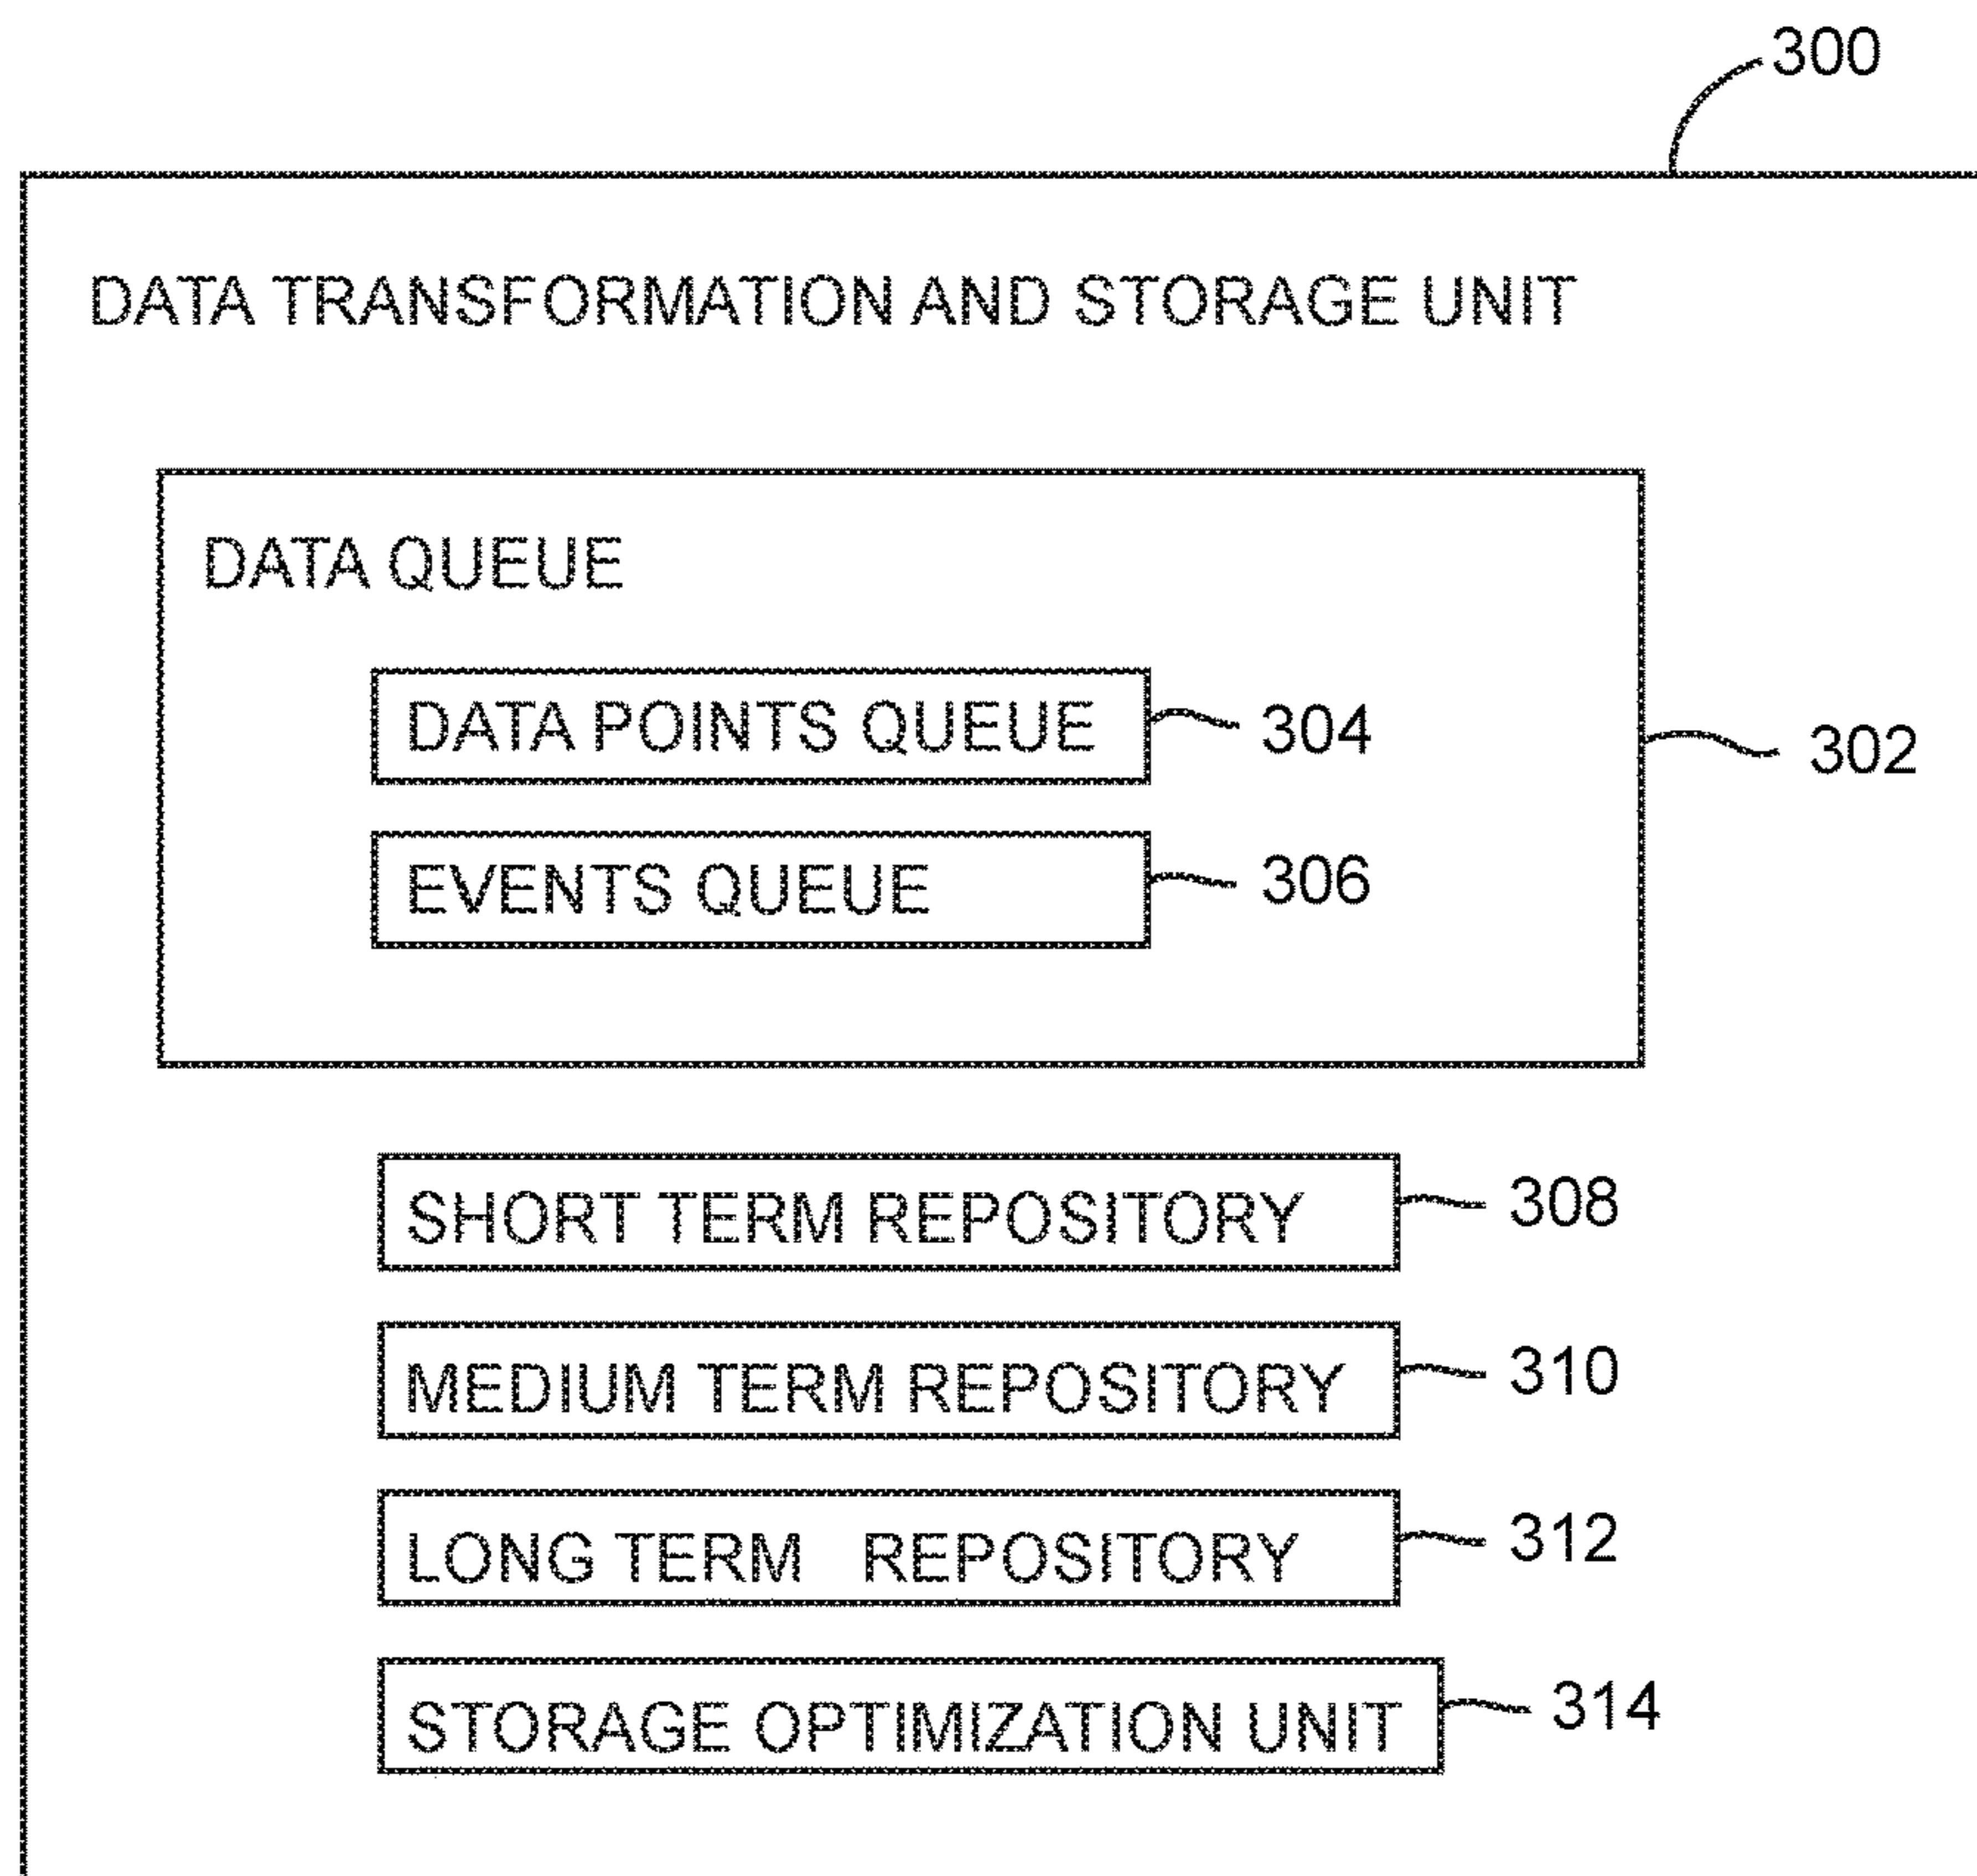 300
DATA TRANSFORMATION AND STORAGE UNIT
DATA QUEUE
DATA POINTS QUEUE 304
302
EVENTS QUEUE 306
SHORT TERM REPOSITORY 308
MEDIUM TERM REPOSITORY 310
LONG TERM REPOSITORY 312
STORAGE OPTIMIZATION UNIT 314